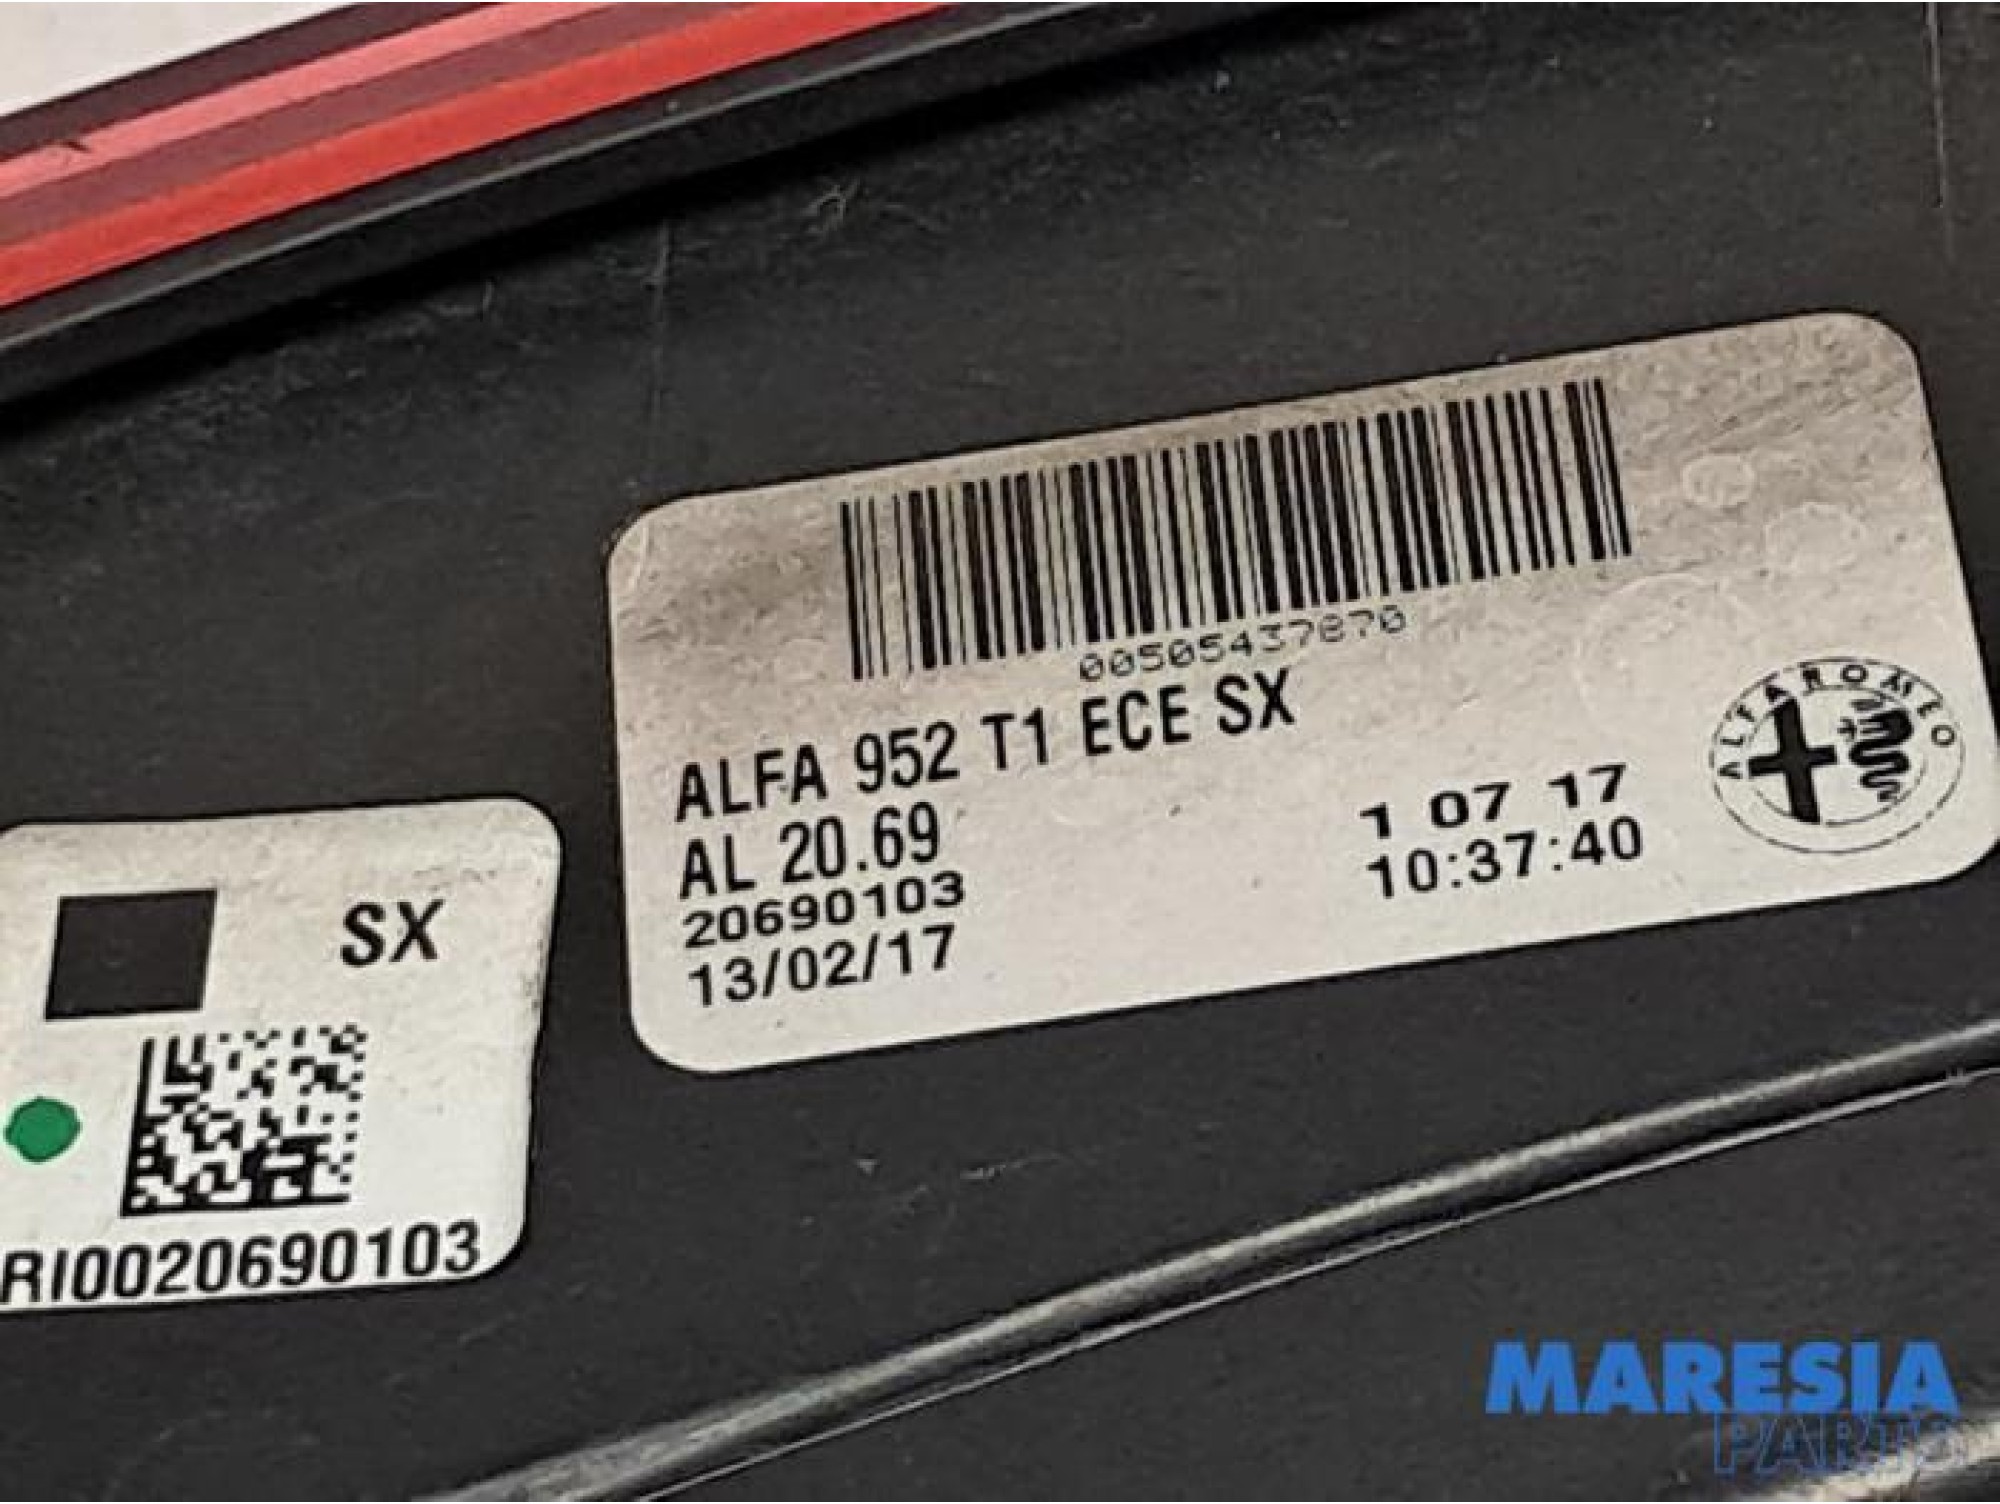 00505437870
ALFA 952 T1 ECE SX
AL 20.69
20690103
13/02/17
1 07 17
10:37:40
ALFA ROMEO
SX
RI0020690103
MARESIA
PARTS